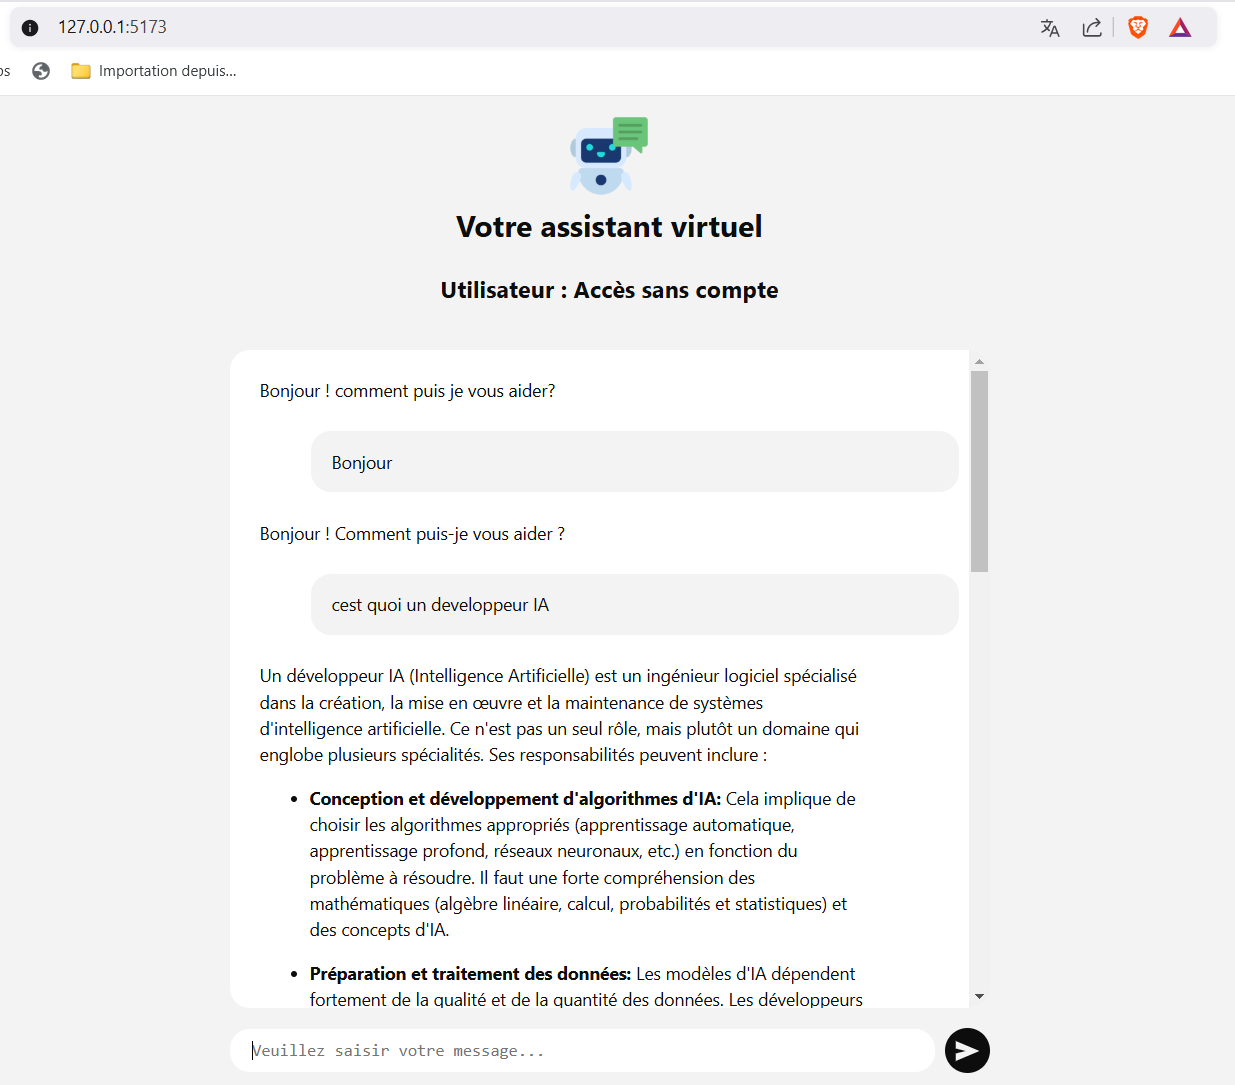 127.0.0.1:5173
os
Importation depuis...
Votre assistant virtuel
Utilisateur : Accès sans compte
Bonjour ! comment puis je vous aider?
Bonjour
Bonjour ! Comment puis-je vous aider ?
cest quoi un developpeur IA
Un développeur IA (Intelligence Artificielle) est un ingénieur logiciel spécialisé
dans la création, la mise en œuvre et la maintenance de systèmes
d'intelligence artificielle. Ce n'est pas un seul rôle, mais plutôt un domaine qui
englobe plusieurs spécialités. Ses responsabilités peuvent inclure :
• Conception et développement d'algorithmes d'IA: Cela implique de
choisir les algorithmes appropriés (apprentissage automatique,
apprentissage profond, réseaux neuronaux, etc.) en fonction du
problème à résoudre. Il faut une forte compréhension des
mathématiques (algèbre linéaire, calcul, probabilités et statistiques) et
des concepts d'IA.
• Préparation et traitement des données: Les modèles d'IA dépendent
fortement de la qualité et de la quantité des données. Les développeurs
Veuillez saisir votre message...